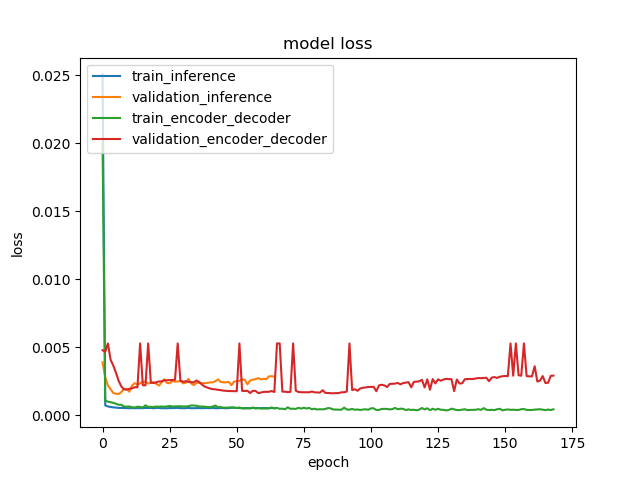 model loss
train_inference
validation_inference
train_encoder_decoder
validation_encoder_decoder
0.025
0.020
0.015
0.010
0.005
0.000
loss
0 25 50 75 100 125 150 175
epoch